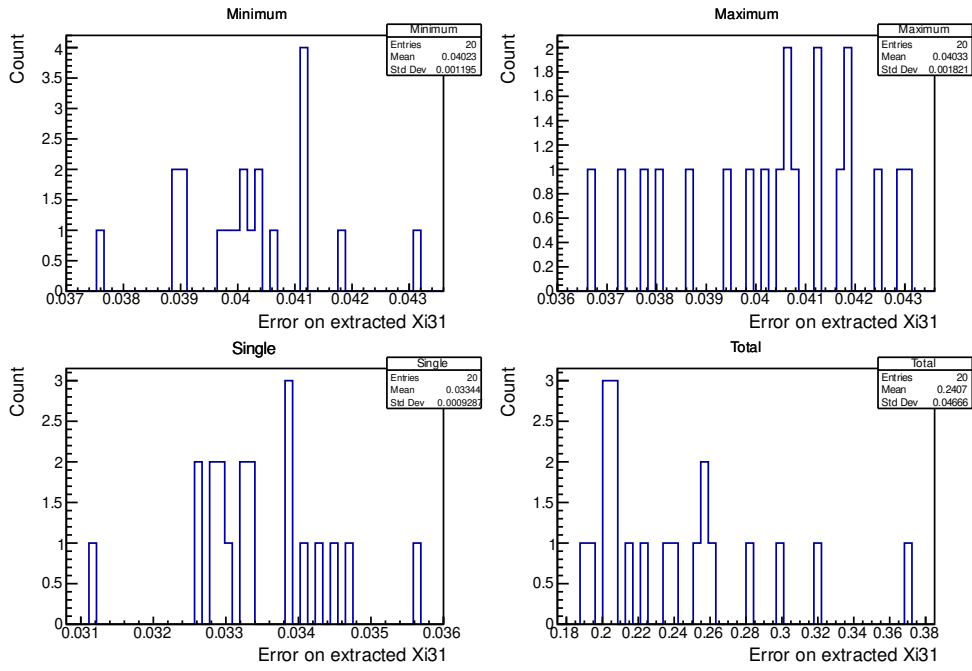 Minimum
Count
Minimum
Entries 20
Mean 0.04023
Std Dev 0.001195
4
3.5
3
2.5
2
1.5
1
0.5
0
0.037 0.038 0.039 0.04 0.041 0.042 0.043
Error on extracted Xi31
Maximum
Count
Maximum
Entries 20
Mean 0.04033
Std Dev 0.001821
2
1.8
1.6
1.4
1.2
1
0.8
0.6
0.4
0.2
0
0.036 0.037 0.038 0.039 0.04 0.041 0.042 0.043
Error on extracted Xi31
Single
Count
Single
Entries 20
Mean 0.03344
Std Dev 0.0009287
3
2.5
2
1.5
1
0.5
0
0.031 0.032 0.033 0.034 0.035 0.036
Error on extracted Xi31
Total
Count
Total
Entries 20
Mean 0.2407
Std Dev 0.04666
3
2.5
2
1.5
1
0.5
0
0.18 0.2 0.22 0.24 0.26 0.28 0.3 0.32 0.34 0.36 0.38
Error on extracted Xi31